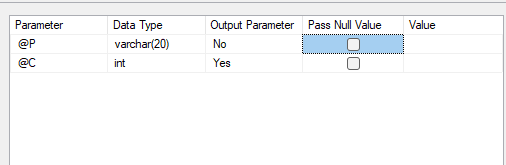 Parameter Data Type Output Parameter Pass Null Value Value
@P varchar(20) No
@C int Yes